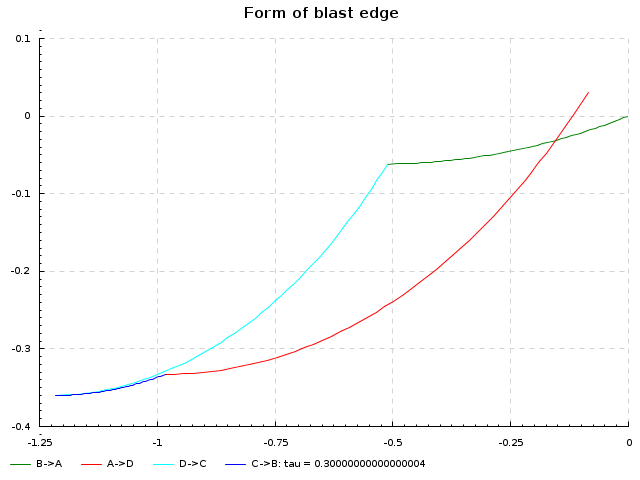 Form of blast edge
0.1
0
-0.1
-0.2
-0.3
-0.4
-1.25 -1 -0.75 -0.5 -0.25 0
B->A A->D D->C C->B: tau = 0.30000000000000004